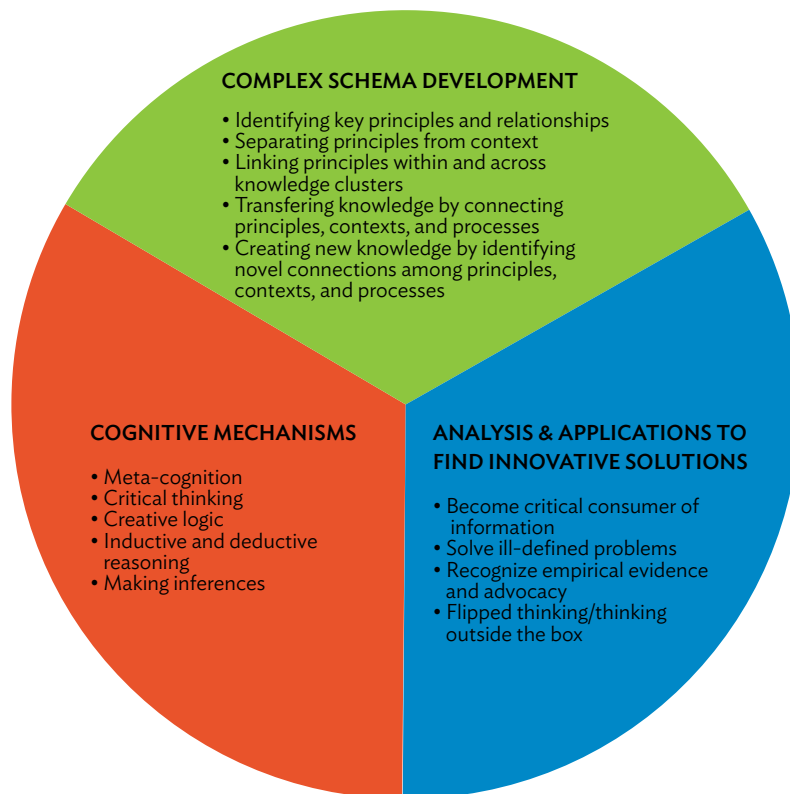 COMPLEX SCHEMA DEVELOPMENT
• Identifying key principles and relationships
• Separating principles from context
• Linking principles within and across
knowledge clusters
• Transfering knowledge by connecting
principles, contexts, and processes
• Creating new knowledge by identifying
novel connections among principles,
contexts, and processes
COGNITIVE MECHANISMS
• Meta-cognition
• Critical thinking
• Creative logic
• Inductive and deductive
reasoning
• Making inferences
ANALYSIS & APPLICATIONS TO
FIND INNOVATIVE SOLUTIONS
• Become critical consumer of
information
• Solve ill-defined problems
• Recognize empirical evidence
and advocacy
• Flipped thinking/thinking
outside the box